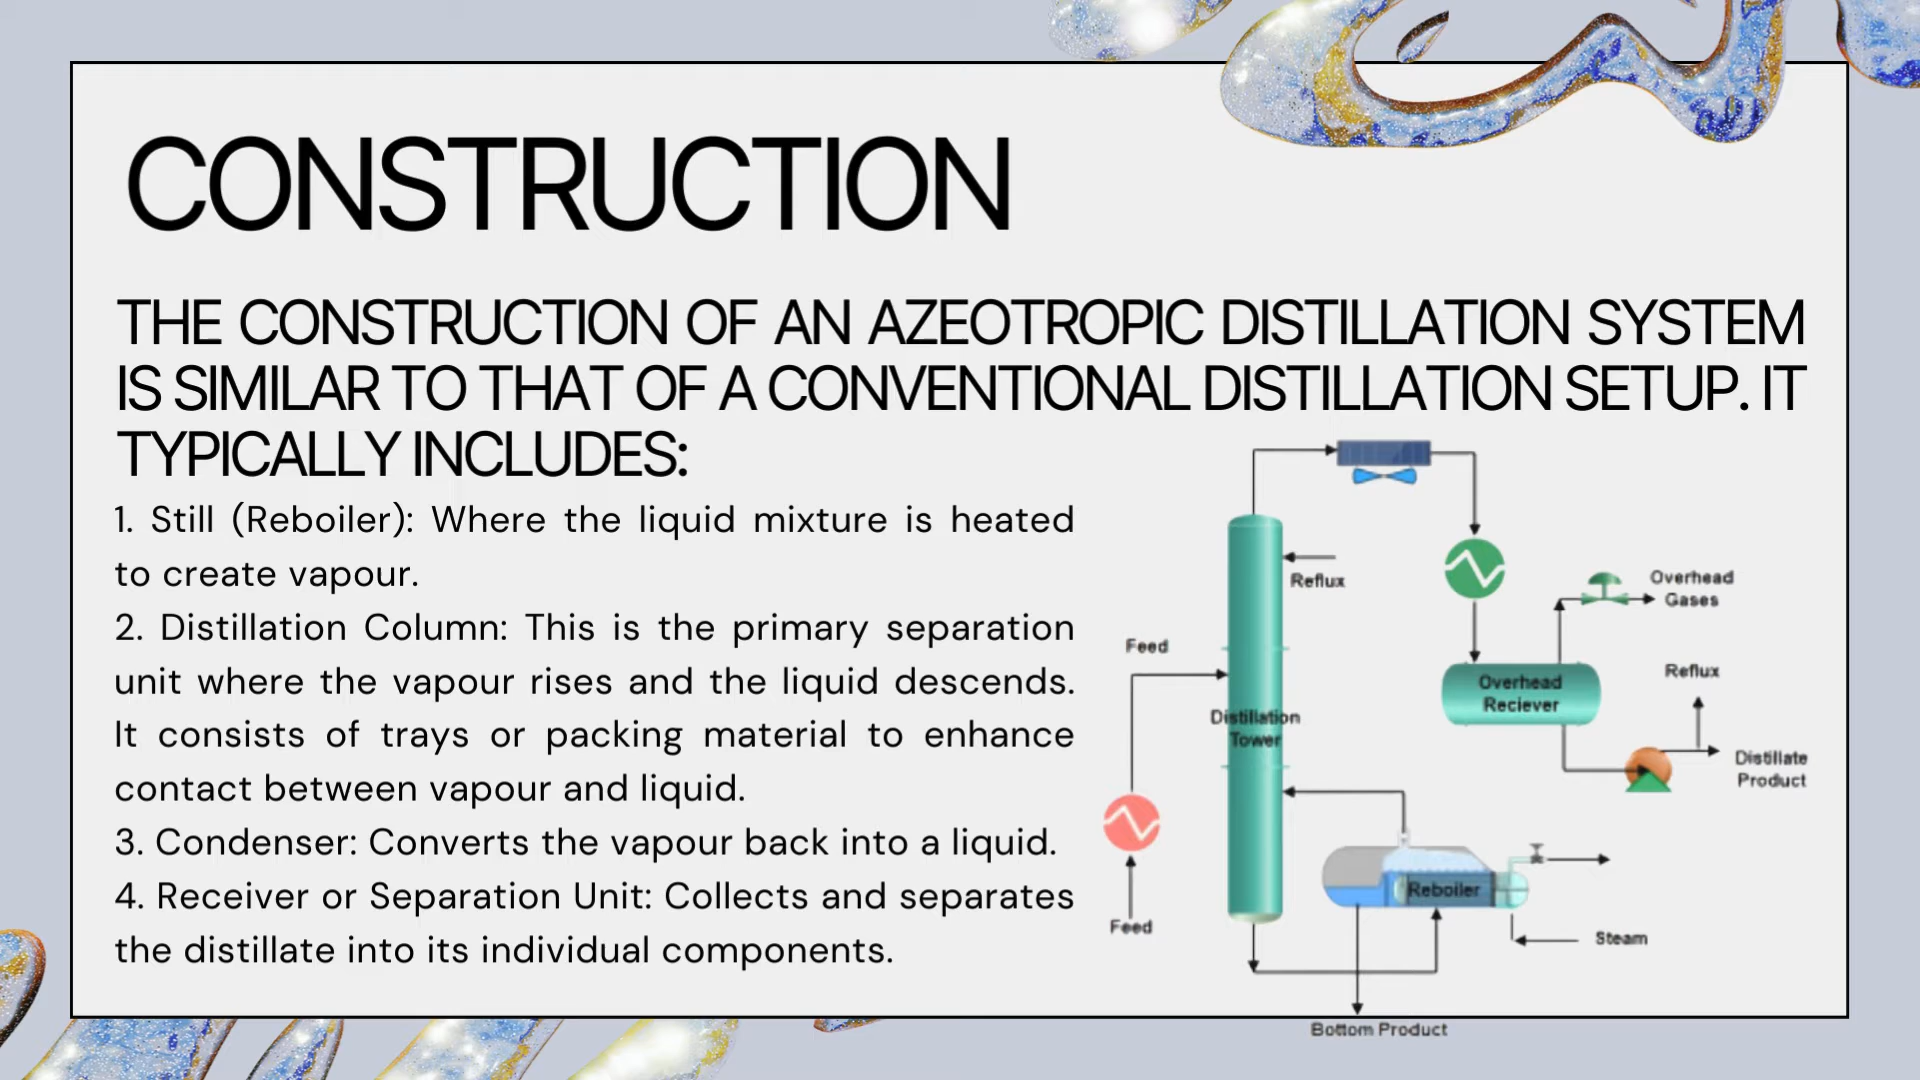 CONSTRUCTION
THE CONSTRUCTION OF AN AZEOTROPIC DISTILLATION SYSTEM
IS SIMILAR TO THAT OF A CONVENTIONAL DISTILLATION SETUP. IT
TYPICALLY INCLUDES:
1. Still (Reboiler): Where the liquid mixture is heated
to create vapour.
2. Distillation Column: This is the primary separation
unit where the vapour rises and the liquid descends.
It consists of trays or packing material to enhance
contact between vapour and liquid.
3. Condenser: Converts the vapour back into a liquid.
4. Receiver or Separation Unit: Collects and separates
the distillate into its individual components.
Reflux
Overhead
Gases
Feed
Reflux
Overhead
Reciever
Distillation
Tower
Distillate
Product
Reboiler
Feed
Steam
Bottom Product